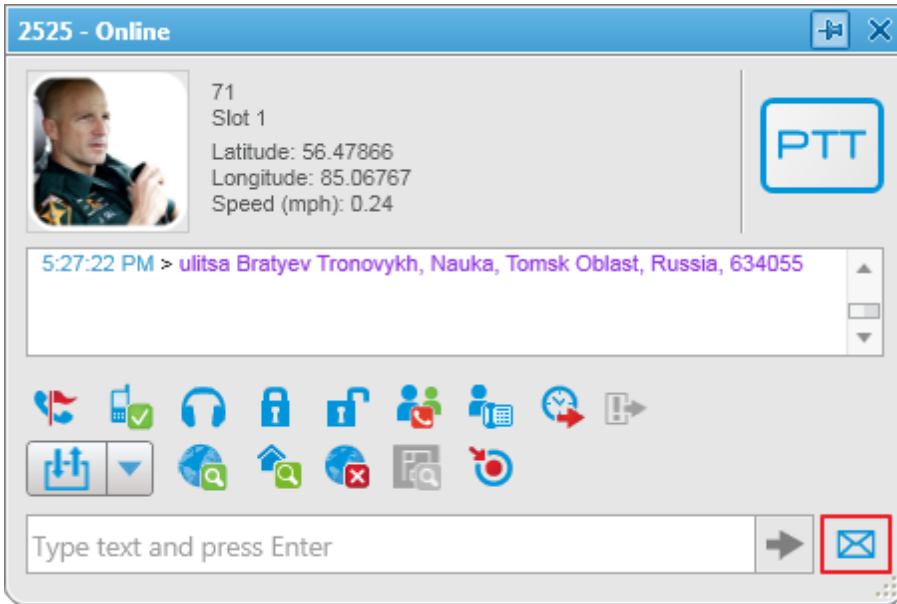 2525 - Online
71
Slot 1
Latitude: 56.47866
Longitude: 85.06767
Speed (mph): 0.24
PTT
5:27:22 PM > ulitsa Bratyev Tronovykh, Nauka, Tomsk Oblast, Russia, 634055
Type text and press Enter